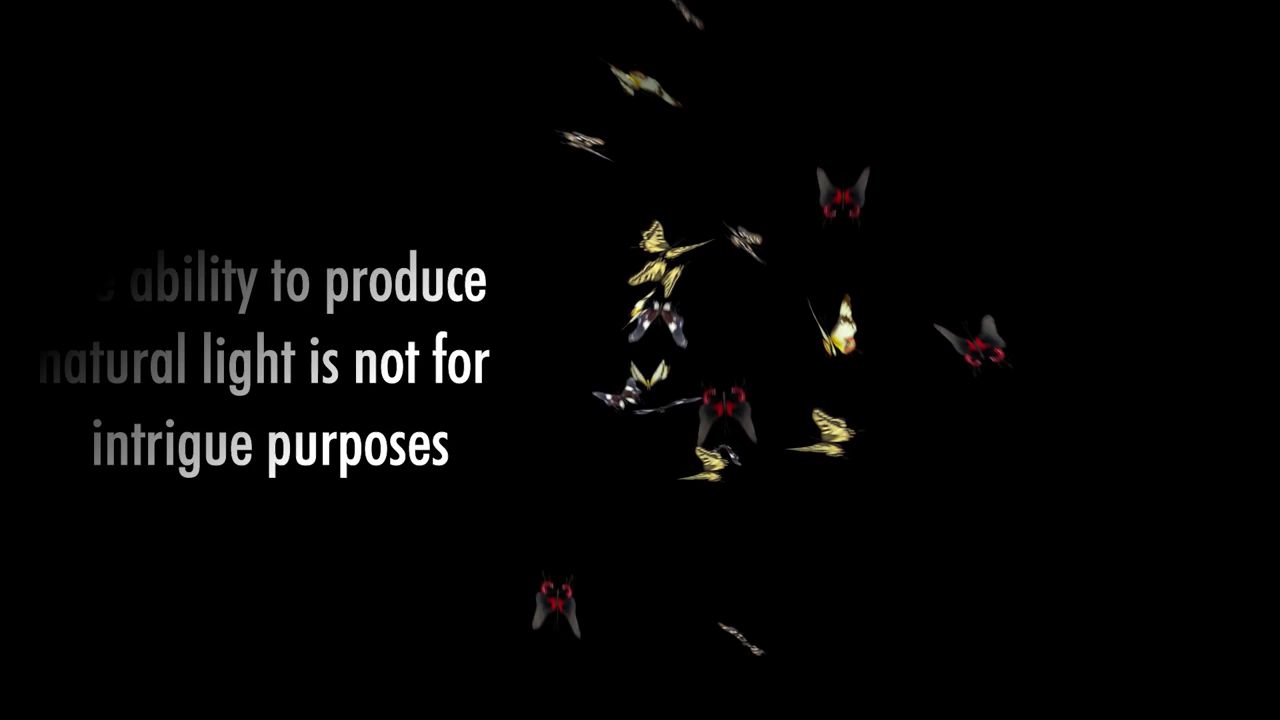 ability to produce
natural light is not for
intrigue purposes